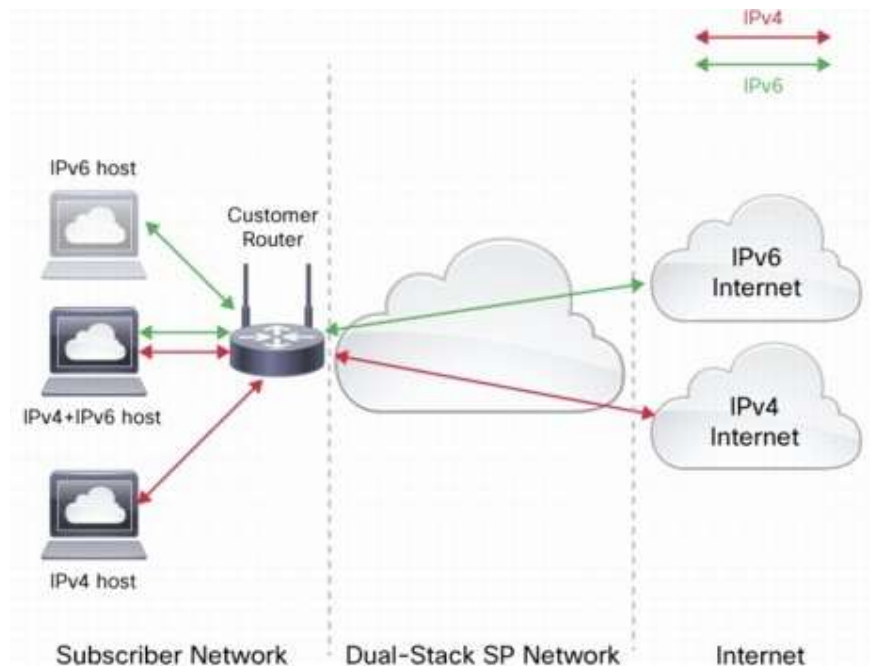 IPv4
IPv6
IPv6 host
Customer
Router
IPv6
Internet
IPv4+IPv6 host
IPv4
Internet
IPv4 host
Subscriber Network
Dual-Stack SP Network
Internet